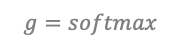 g = softmax